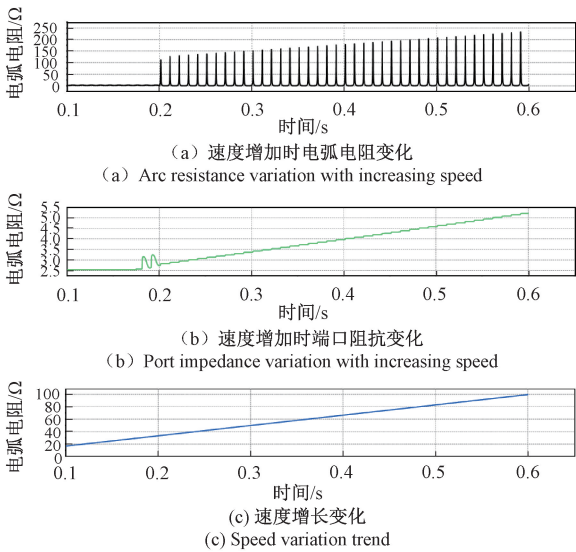 电弧电阻/Ω
250
200
150
100
50
0
0.1 0.2 0.3 0.4 0.5 0.6
时间/s
（a）速度增加时电弧电阻变化
（a）Arc resistance variation with increasing speed
电弧电阻/Ω
5.5
5.0
4.5
4.0
3.5
3.0
2.5
0.1 0.2 0.3 0.4 0.5 0.6
时间/s
（b）速度增加时端口阻抗变化
（b）Port impedance variation with increasing speed
电弧电阻/Ω
100
80
60
40
20
0
0.1 0.2 0.3 0.4 0.5 0.6
时间/s
(c) 速度增长变化
(c) Speed variation trend